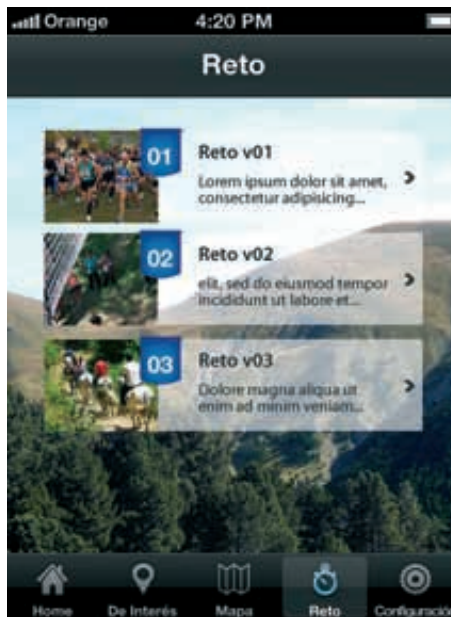 Orange 4:20 PM
Reto
01
Reto v01
Lorem ipsum dolor sit amet,
consectetur adipisicing...
02
Reto v02
elit, sed do eiusmod tempor
incididunt ut labore et...
03
Reto v03
Dolore magna aliqua ut
enim ad minim veniam...
Home De Interés Mapa Reto Configuración